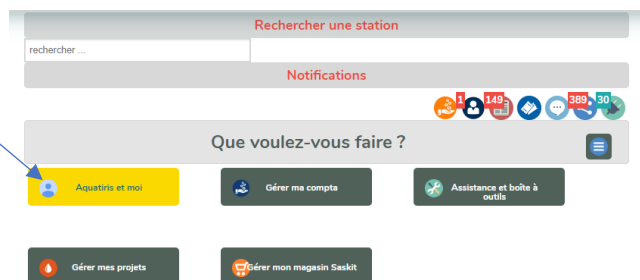 Rechercher une station
rechercher ...
Notifications
1 149 389 30
Que voulez-vous faire ?
Aquatiris et moi
Gérer ma compta
Assistance et boîte à
outils
Gérer mes projets
Gérer mon magasin Saskit